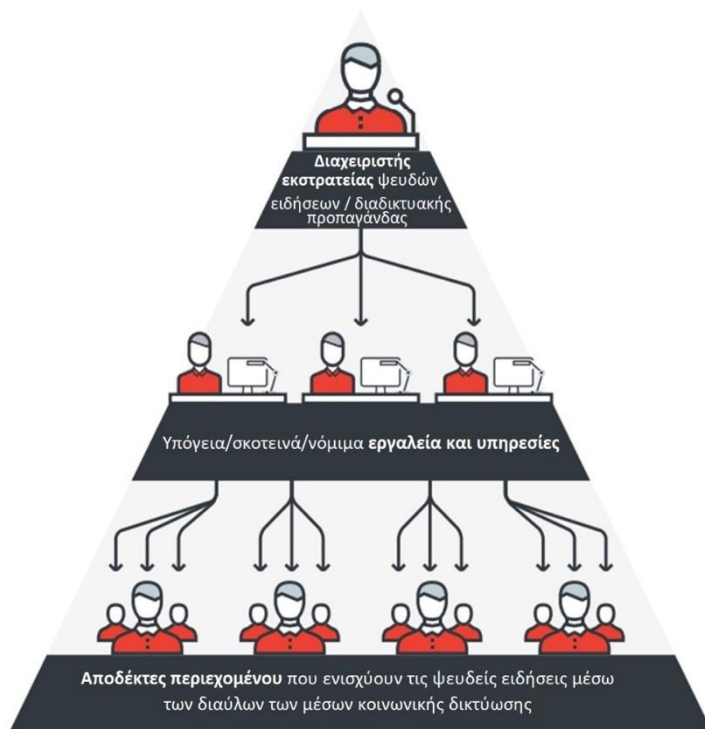 Διαχειριστής
εκστρατείας ψευδών
ειδήσεων / διαδικτυακής
προπαγάνδας
Υπόγεια/σκοτεινά/νόμιμα εργαλεία και υπηρεσίες
Αποδέκτες περιεχομένου που ενισχύουν τις ψευδείς ειδήσεις μέσω
των διαύλων των μέσων κοινωνικής δικτύωσης